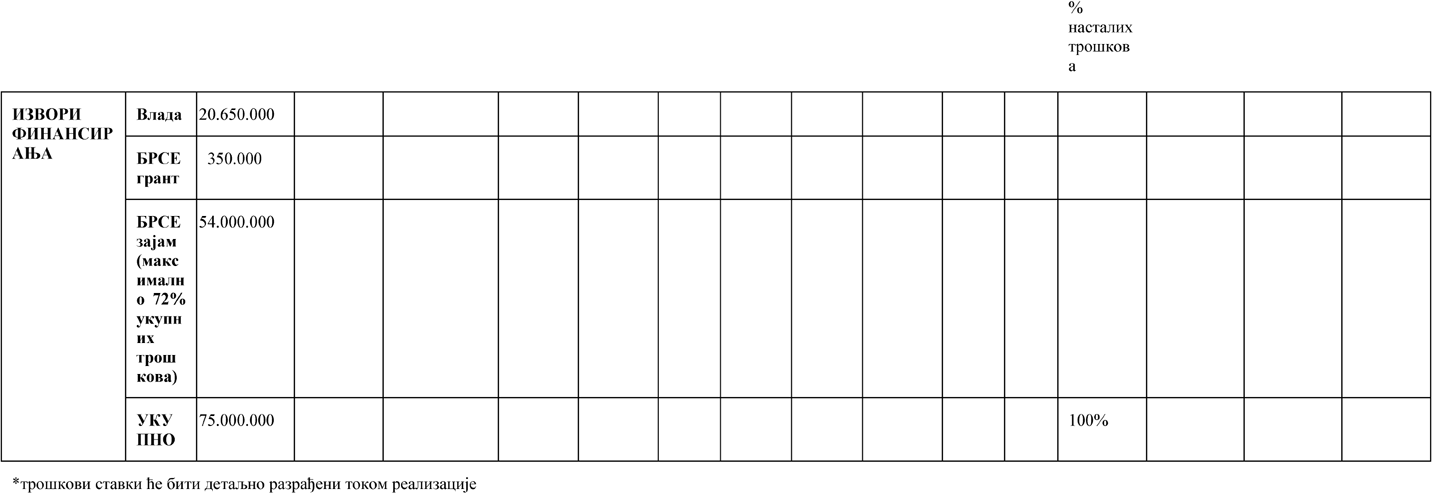 %
насталих
трошков
а
ИЗВОРИ
ФИНАНСИР
АЊА
Влада 20.650.000
БРСЕ 350.000
грант
БРСЕ 54.000.000
зајам
(макс
ималн
о 72%
укупн
их
трош
кова)
УКУ 75.000.000 100%
ПНО
*трошкови ставки ће бити детаљно разрађени током реализације